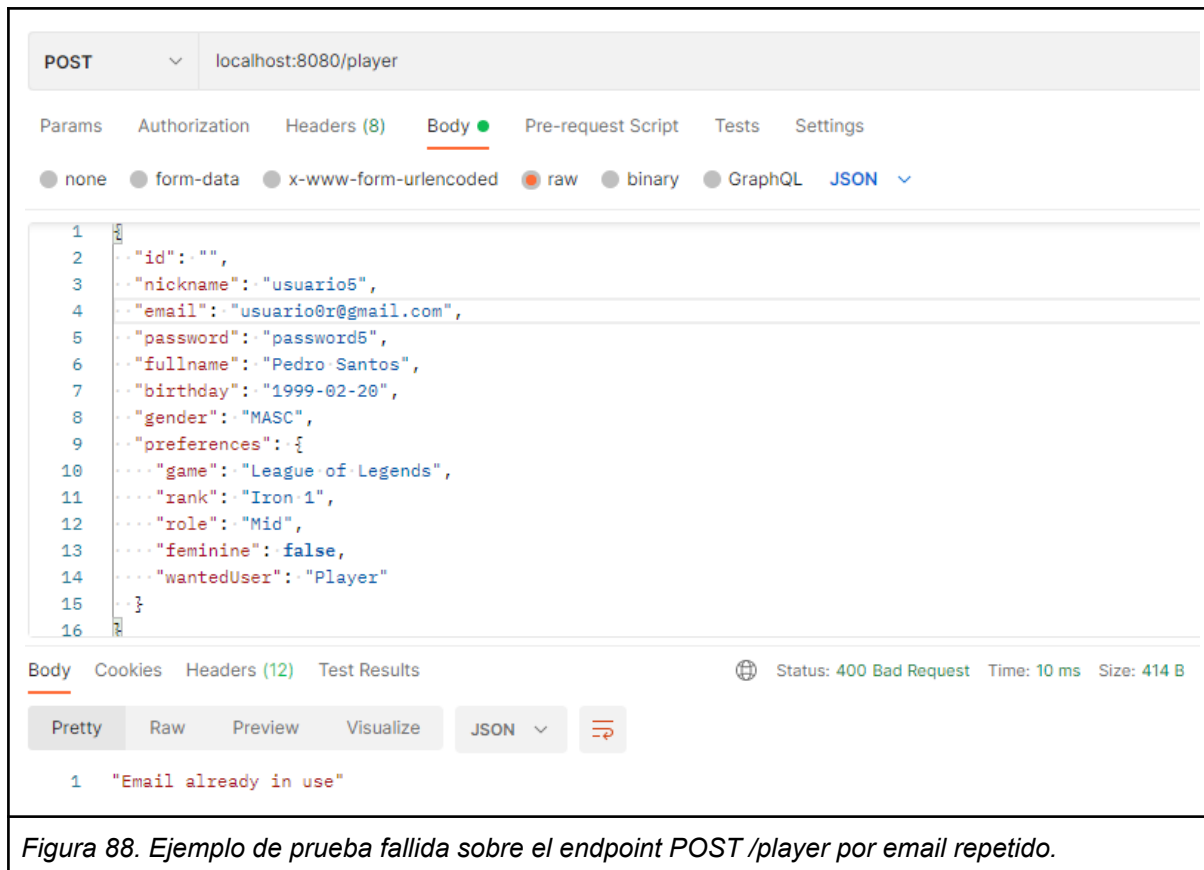 POST localhost:8080/player
Params Authorization Headers (8) Body Pre-request Script Tests Settings
none form-data x-www-form-urlencoded raw binary GraphQL JSON
1 {
2 "id": "",
3 "nickname": "usuario5",
4 "email": "usuario0r@gmail.com",
5 "password": "password5",
6 "fullname": "Pedro Santos",
7 "birthday": "1999-02-20",
8 "gender": "MASC",
9 "preferences": {
10 "game": "League of Legends",
11 "rank": "Iron 1",
12 "role": "Mid",
13 "feminine": false,
14 "wantedUser": "Player"
15 }
16 }
Body Cookies Headers (12) Test Results Status: 400 Bad Request Time: 10 ms Size: 414 B
Pretty Raw Preview Visualize JSON
1 "Email already in use"
Figura 88. Ejemplo de prueba fallida sobre el endpoint POST /player por email repetido.